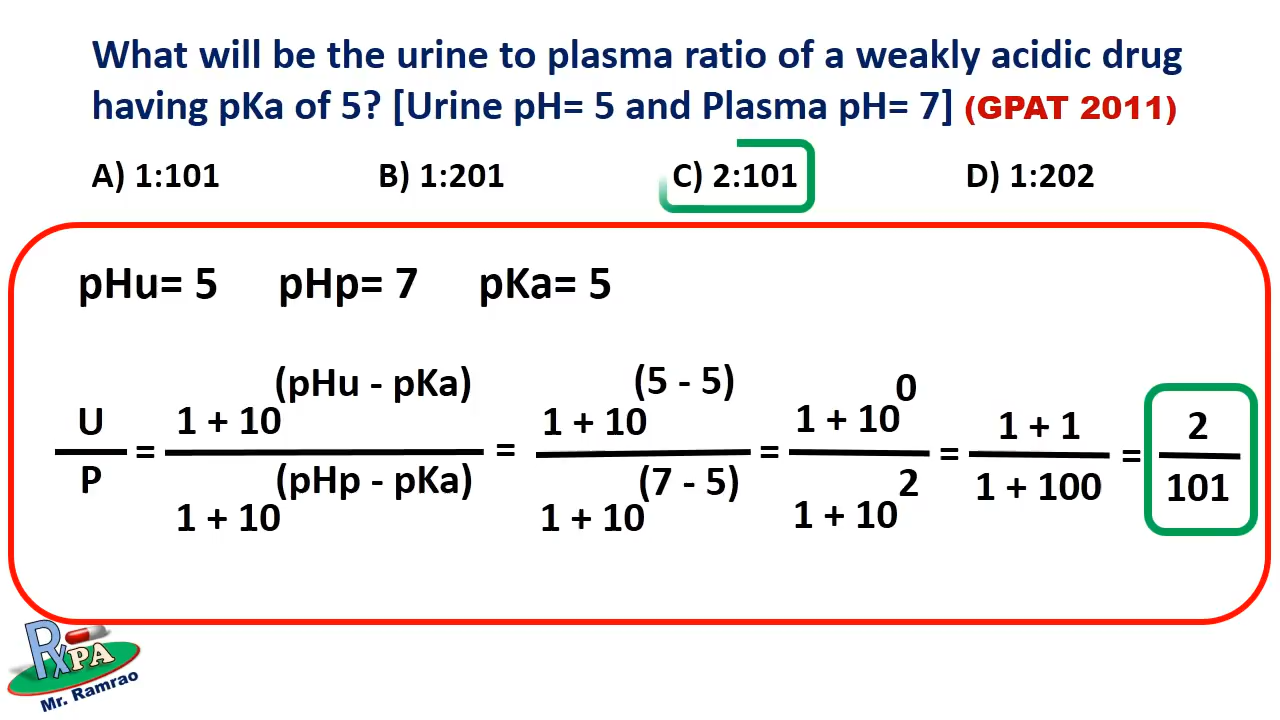 What will be the urine to plasma ratio of a weakly acidic drug
having pKa of 5? [Urine pH= 5 and Plasma pH= 7] (GPAT 2011)
A) 1:101 B) 1:201 C) 2:101 D) 1:202
pHu= 5 pHp= 7 pKa= 5
(pHu - pKa) (5 - 5) 0
U 1 + 10 1 + 10 1 + 10 1 + 1 2
= = = = =
P (pHp - pKa) (7 - 5) 2 1 + 100 101
1 + 10 1 + 10 1 + 10
Rx PA
Mr. Ramrao